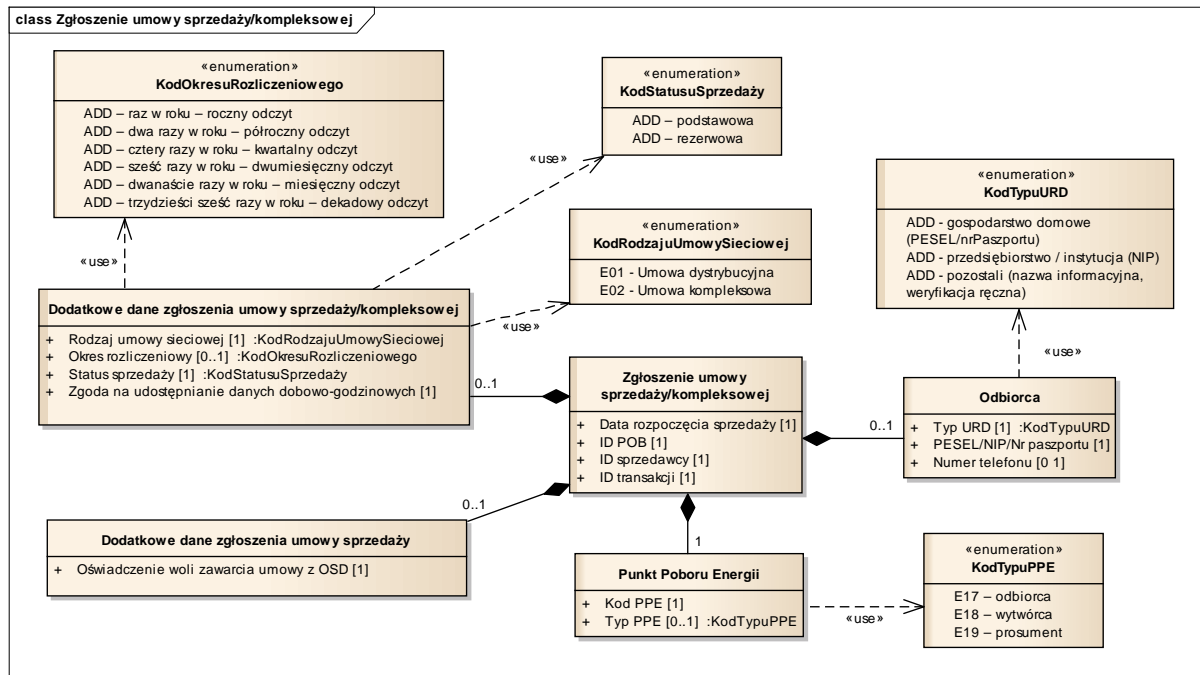 class Zgłoszenie umowy sprzedaży/kompleksowej
«enumeration»
KodOkresuRozliczeniowego
ADD – raz w roku – roczny odczyt
ADD – dwa razy w roku – półroczny odczyt
ADD – cztery razy w roku – kwartalny odczyt
ADD – sześć razy w roku – dwumiesięczny odczyt
ADD – dwanaście razy w roku – miesięczny odczyt
ADD – trzydzieści sześć razy w roku – dekadowy odczyt
«enumeration»
KodStatusuSprzedaży
ADD – podstawowa
ADD – rezerwowa
«use»
«enumeration»
KodTypuURD
ADD - gospodarstwo domowe
(PESEL/nrPaszportu)
ADD - przedsiębiorstwo / instytucja (NIP)
ADD - pozostali (nazwa informacyjna,
weryfikacja ręczna)
«enumeration»
KodRodzajuUmowySieciowej
E01 - Umowa dystrybucyjna
E02 - Umowa kompleksowa
«use»
«use»
«use»
Dodatkowe dane zgłoszenia umowy sprzedaży/kompleksowej
+ Rodzaj umowy sieciowej [1] :KodRodzajuUmowySieciowej
+ Okres rozliczeniowy [0..1] :KodOkresuRozliczeniowego
+ Status sprzedaży [1] :KodStatusuSprzedaży
+ Zgoda na udostępnianie danych dobowo-godzinowych [1]
0..1
Zgłoszenie umowy
sprzedaży/kompleksowej
+ Data rozpoczęcia sprzedaży [1]
+ ID POB [1]
+ ID sprzedawcy [1]
+ ID transakcji [1]
0..1
Odbiorca
+ Typ URD [1] :KodTypuURD
+ PESEL/NIP/Nr paszportu [1]
+ Numer telefonu [0 1]
0..1
Dodatkowe dane zgłoszenia umowy sprzedaży
+ Oświadczenie woli zawarcia umowy z OSD [1]
1
Punkt Poboru Energii
+ Kod PPE [1]
+ Typ PPE [0..1] :KodTypuPPE
«use»
«enumeration»
KodTypuPPE
E17 – odbiorca
E18 – wytwórca
E19 – prosument